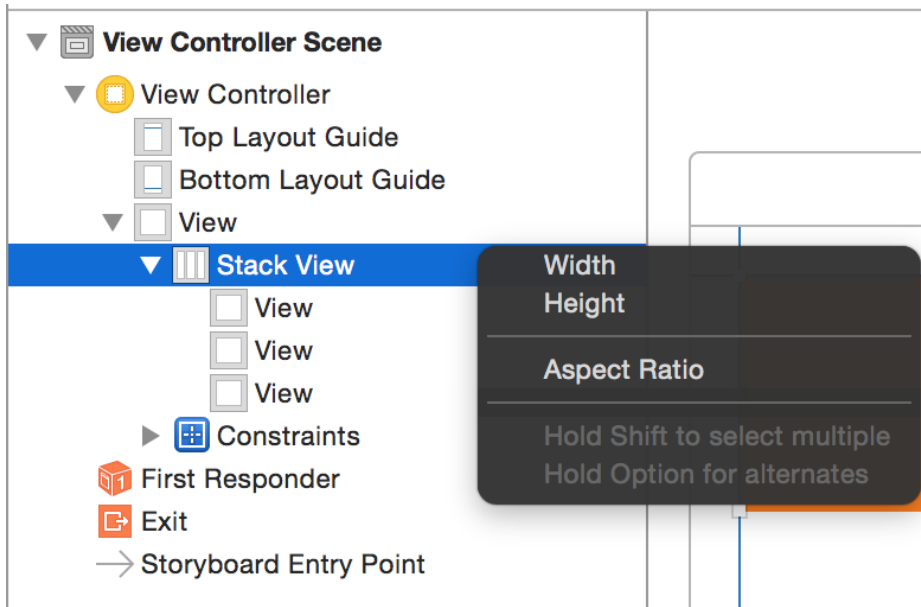 View Controller Scene
View Controller
Top Layout Guide
Bottom Layout Guide
View
Stack View
View
View
View
Constraints
First Responder
1
Exit
Storyboard Entry Point
Width
Height
Aspect Ratio
Hold Shift to select multiple
Hold Option for alternates